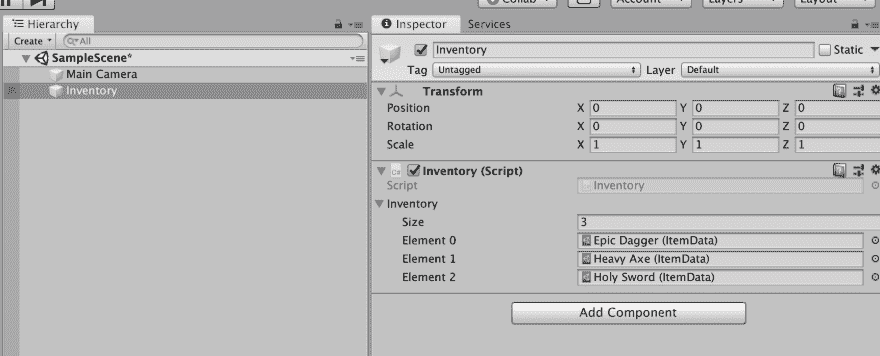 Collab
Account
Layers
Layout
Hierarchy
Inspector
Services
Create
All
Inventory
Static
SampleScene*
Tag Untagged Layer Default
Main Camera
Inventory
Transform
Position X 0 Y 0 Z 0
Rotation X 0 Y 0 Z 0
Scale X 1 Y 1 Z 1
C# Inventory (Script)
Script Inventory
Inventory
Size 3
Element 0 Epic Dagger (ItemData)
Element 1 Heavy Axe (ItemData)
Element 2 Holy Sword (ItemData)
Add Component